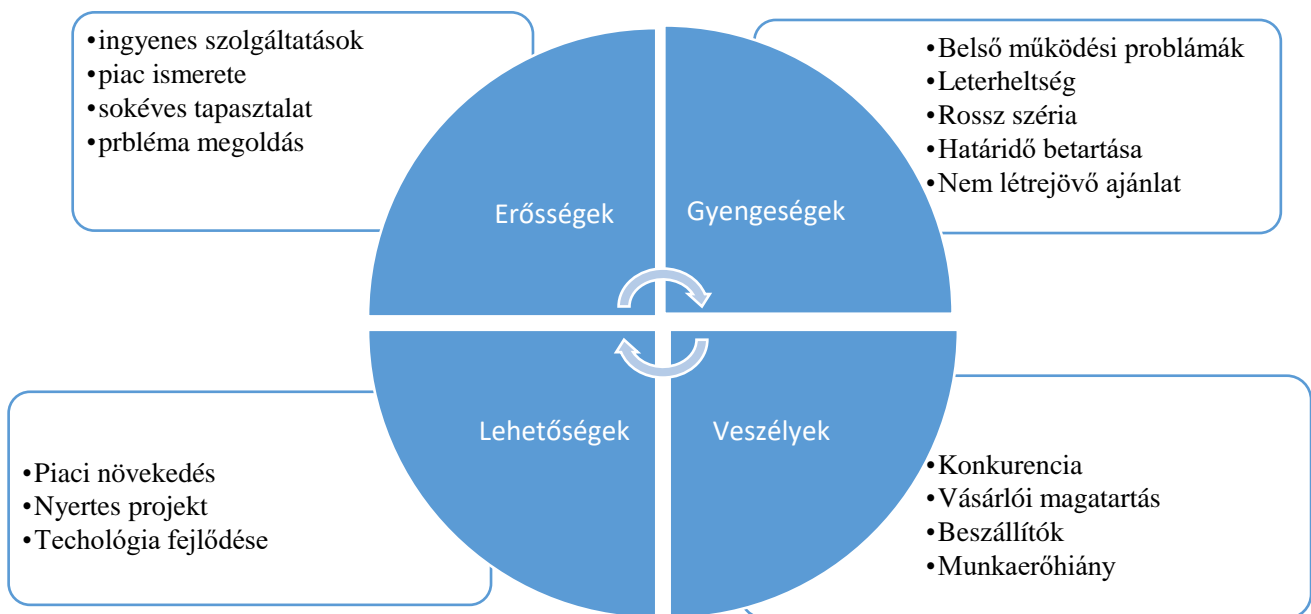 •ingyenes szolgáltatások
•piac ismerete
•sokéves tapasztalat
•prbléma megoldás
Erősségek
Gyengeségek
•Belső működési problámák
•Leterheltség
•Rossz széria
•Határidő betartása
•Nem létrejövő ajánlat
•Piaci növekedés
•Nyertes projekt
•Techológia fejlődése
Lehetőségek
Veszélyek
•Konkurencia
•Vásárlói magatartás
•Beszállítók
•Munkaerőhiány